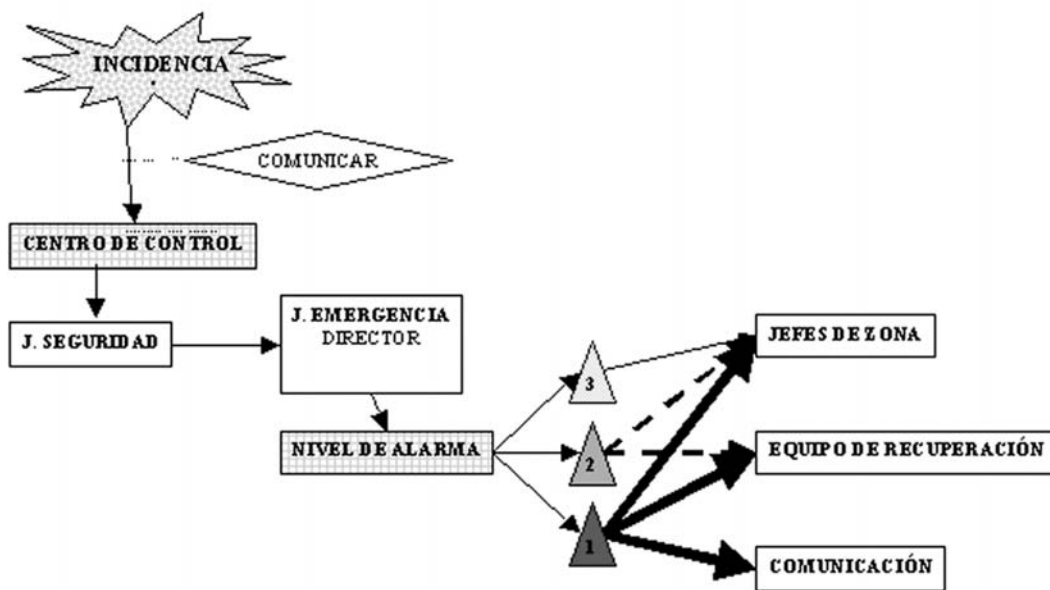 INCIDENCIA
COMUNICAR
CENTRO DE CONTROL
J. SEGURIDAD
J. EMERGENCIA
DIRECTOR
NIVEL DE ALARMA
3
2
1
JEFES DE ZONA
EQUIPO DE RECUPERACIÓN
COMUNICACIÓN